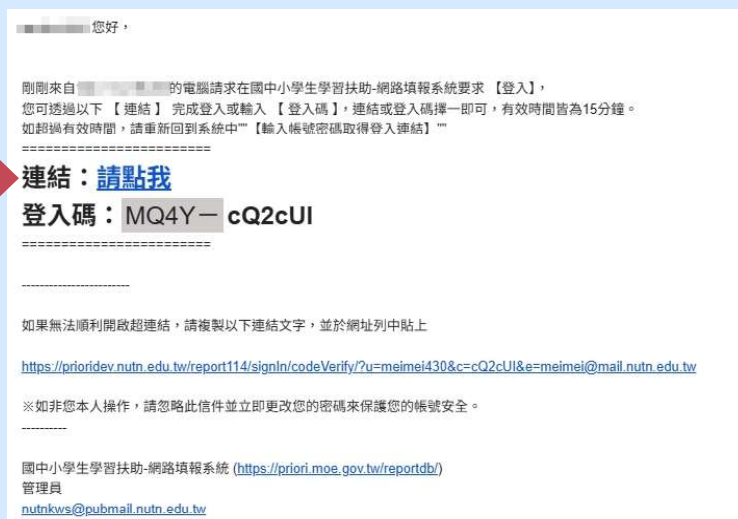 您好，
剛剛來自 的電腦請求在國中小學生學習扶助-網路填報系統要求 【登入】，
您可透過以下 【 連結 】 完成登入或輸入 【 登入碼 】，連結或登入碼擇一即可，有效時間皆為15分鐘。
如超過有效時間，請重新回到系統中""【輸入帳號密碼取得登入連結】""
========================
連結：請點我
登入碼： MQ4Y－ cQ2cUI
========================
------------------------
如果無法順利開啟超連結，請複製以下連結文字，並於網址列中貼上
https://prioridev.nutn.edu.tw/report114/signIn/codeVerify/?u=meimei430&c=cQ2cUI&e=meimei@mail.nutn.edu.tw
※如非您本人操作，請忽略此信件並立即更改您的密碼來保護您的帳號安全。
----------
國中小學生學習扶助-網路填報系統 (https://priori.moe.gov.tw/reportdb/)
管理員
nutnkws@pubmail.nutn.edu.tw